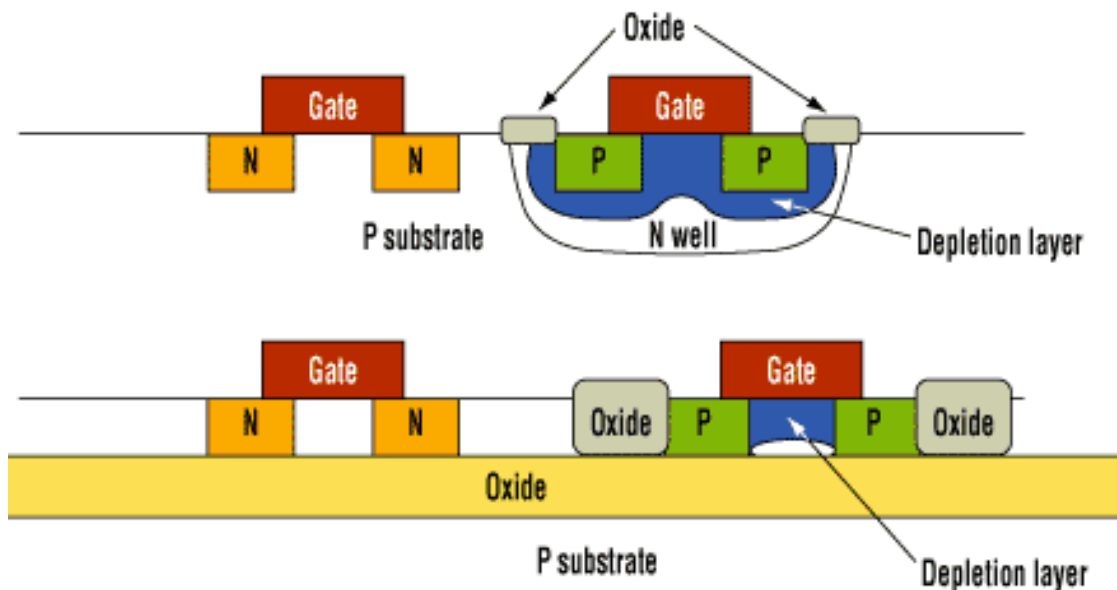 Oxide
Gate
Gate
N
N
P
P
P substrate
N well
Depletion layer
Gate
Gate
N
N
Oxide
P
P
Oxide
Oxide
P substrate
Depletion layer